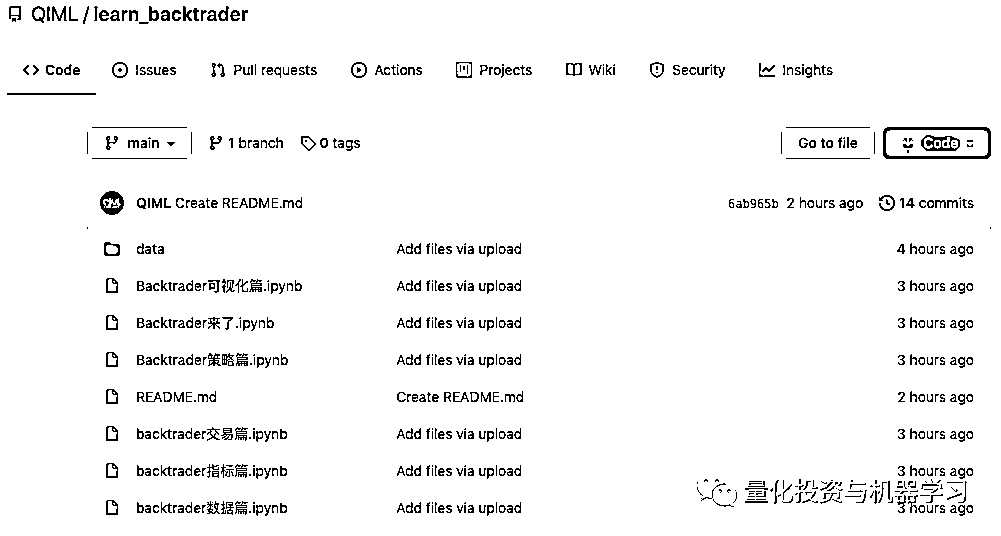 QIML / learn_backtrader
Code Issues Pull requests Actions Projects Wiki Security Insights
main 1 branch 0 tags Go to file Code
QIML Create README.md 6ab965b 2 hours ago 14 commits
data Add files via upload 4 hours ago
Backtrader可视化篇.ipynb Add files via upload 3 hours ago
Backtrader来了.ipynb Add files via upload 3 hours ago
Backtrader策略篇.ipynb Add files via upload 3 hours ago
README.md Create README.md 2 hours ago
backtrader交易篇.ipynb Add files via upload 3 hours ago
backtrader指标篇.ipynb Add files via upload 3 hours ago
量化投资与机器学习
backtrader数据篇.ipynb Add files via upload 3 hours ago